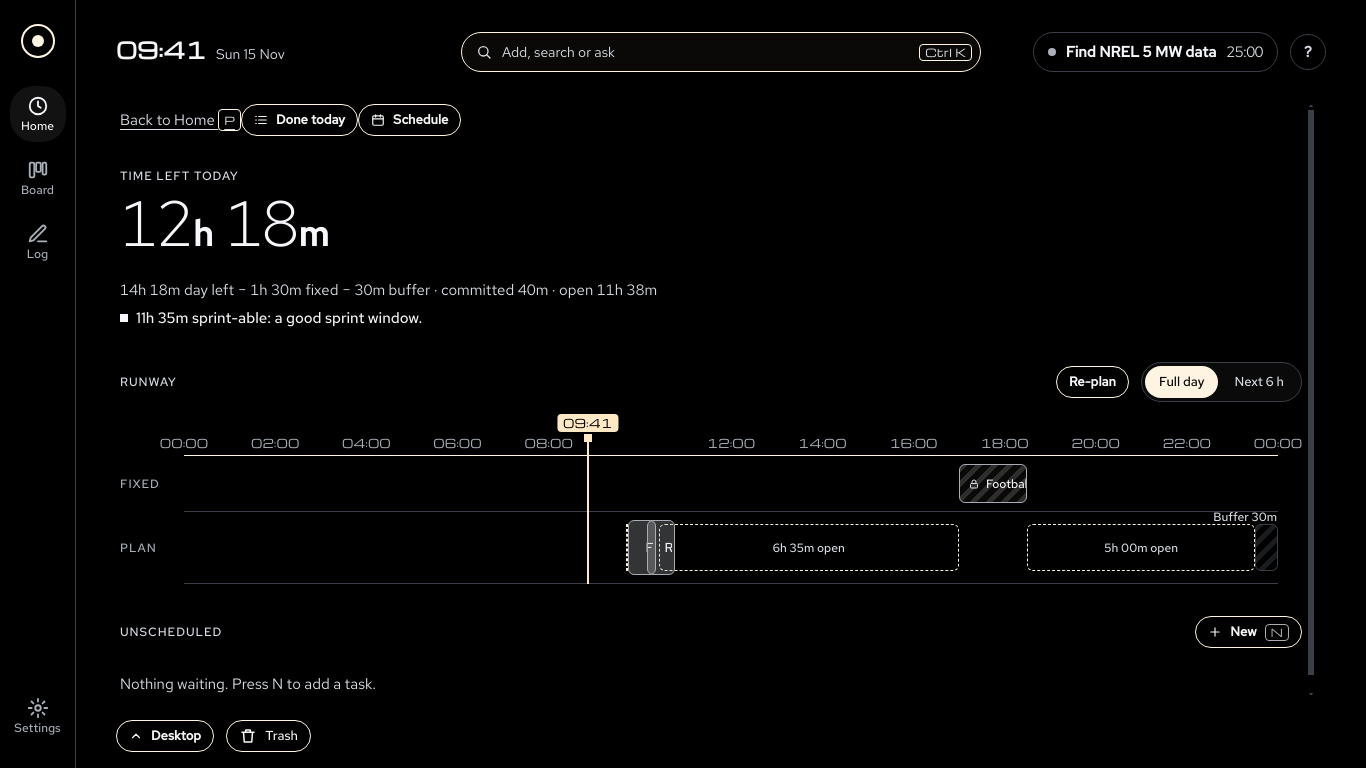 09:41 Sun 15 Nov
Add, search or ask Ctrl K
Find NREL 5 MW data 25:00
?
Home
Board
Log
Settings
Back to Home P
Done today
Schedule
TIME LEFT TODAY
12h 18m
14h 18m day left − 1h 30m fixed − 30m buffer · committed 40m · open 11h 38m
11h 35m sprint-able: a good sprint window.
RUNWAY
Re-plan
Full day
Next 6 h
09:41
00:00 02:00 04:00 06:00 08:00 12:00 14:00 16:00 18:00 20:00 22:00 00:00
FIXED
Footbal
Buffer 30m
PLAN
F
R
6h 35m open
5h 00m open
UNSCHEDULED
New N
Nothing waiting. Press N to add a task.
Desktop
Trash